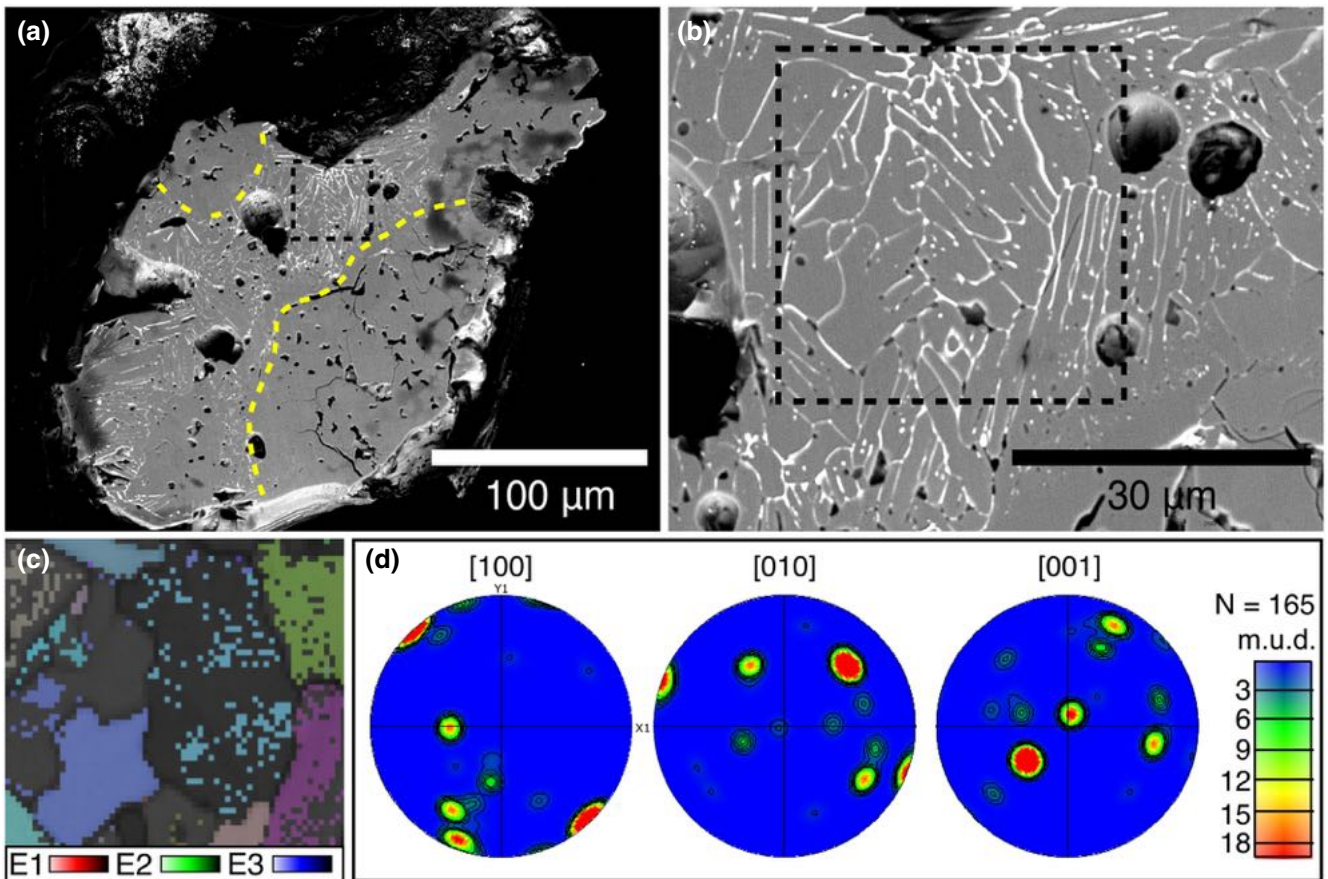 (a)
100 µm
(b)
30 µm
(c)
E1 E2 E3
(d)
[100] [010] [001]
Y1
X1
N = 165
m.u.d.
3
6
9
12
15
18